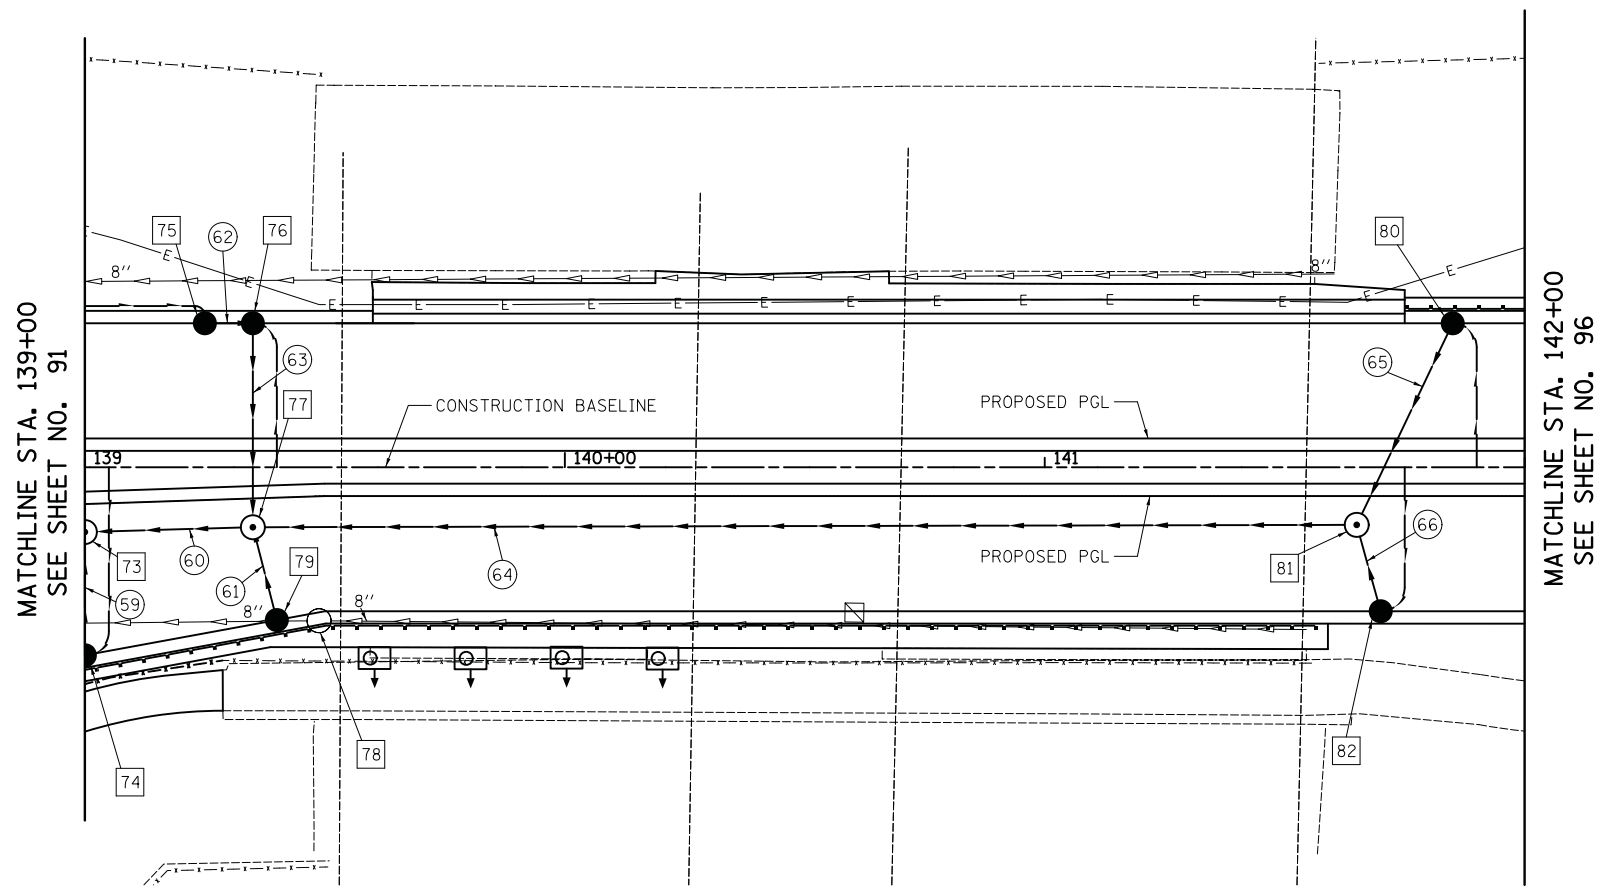 MATCHLINE STA. 139+00
SEE SHEET NO. 91
75
62
76
80
8''
E
E
8''
E
E
E
E
E
E
E
E
E
E
E
E
E
E
63
65
77
CONSTRUCTION BASELINE
PROPOSED PGL
139
140+00
141
73
60
61
79
64
PROPOSED PGL
81
66
59
8''
8''
74
78
82
MATCHLINE STA. 142+00
SEE SHEET NO. 96